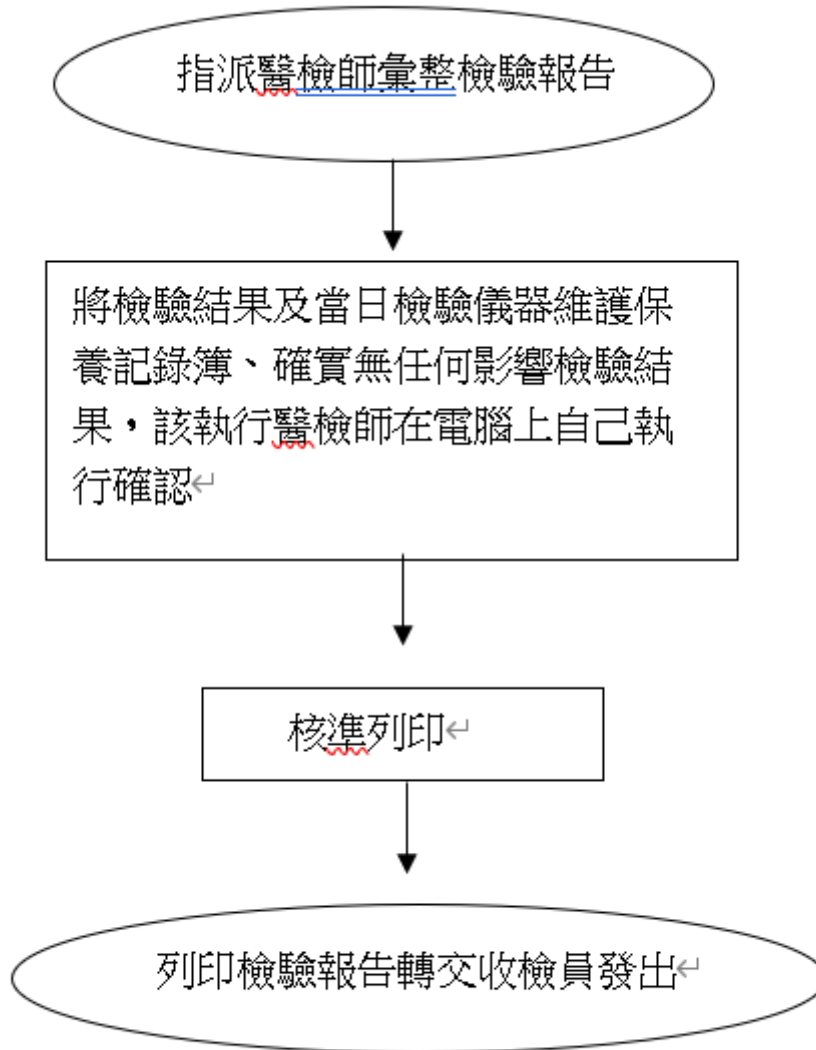 指派醫檢師彙整檢驗報告
將檢驗結果及當日檢驗儀器維護保
養記錄簿、確實無任何影響檢驗結
果，該執行醫檢師在電腦上自己執
行確認
核準列印
列印檢驗報告轉交收檢員發出